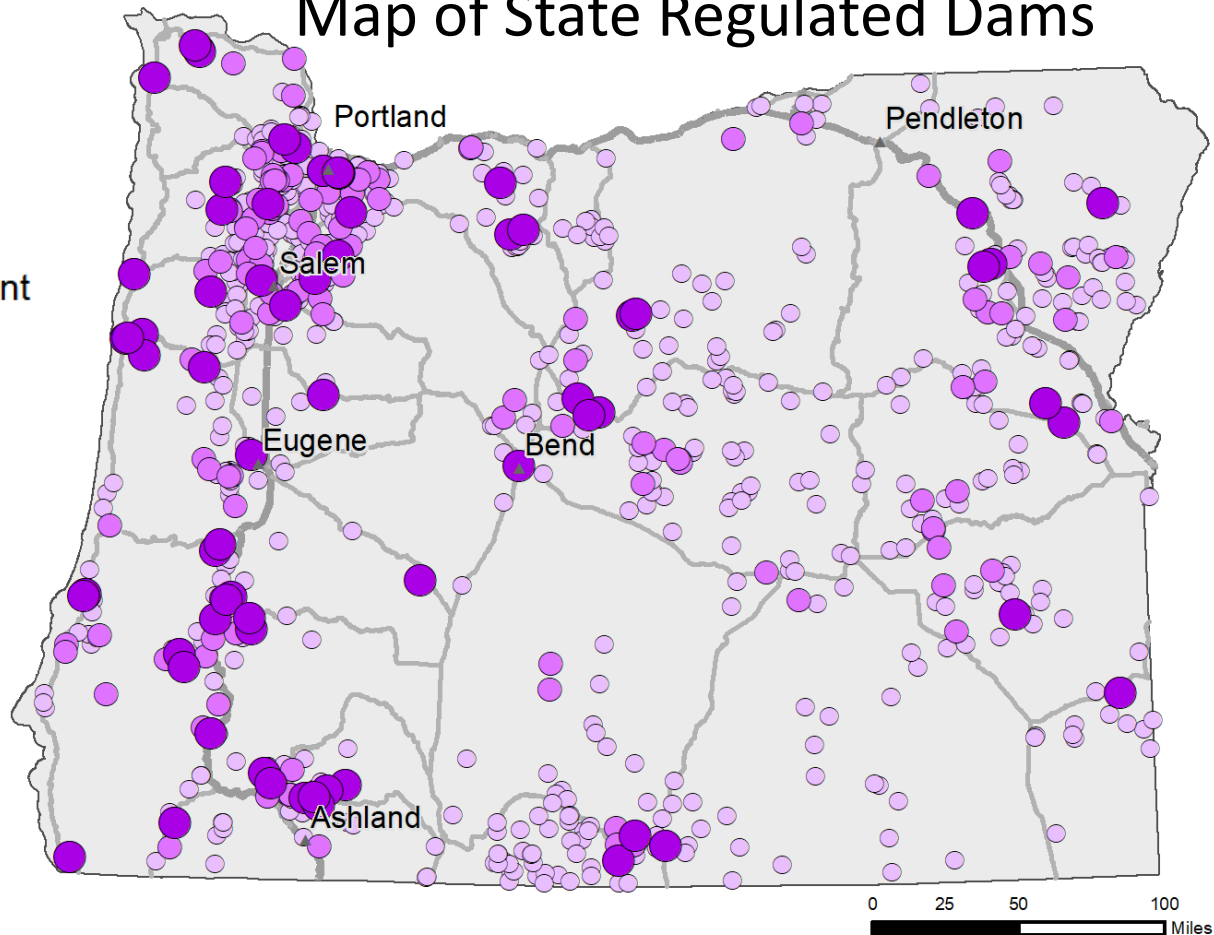 Map of State Regulated Dams
Portland
Pendleton
Salem
nt
Eugene
Bend
Ashland
0 25 50 100
Miles